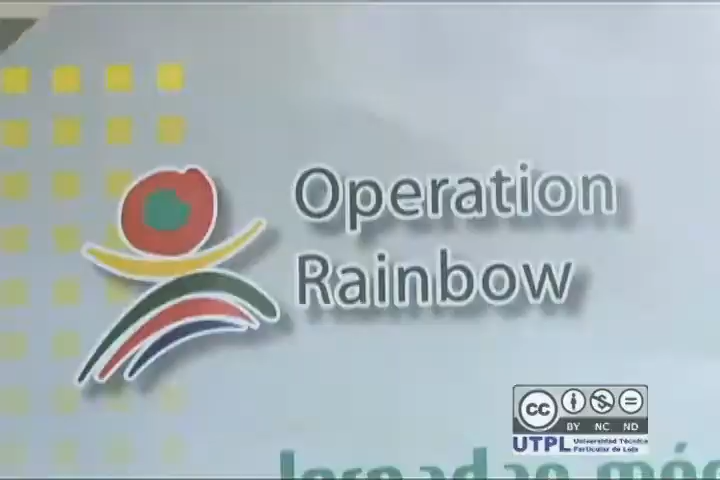 Operation
Rainbow
cc
BY NC ND
UTPL Universidad Técnica
Particular de Loja